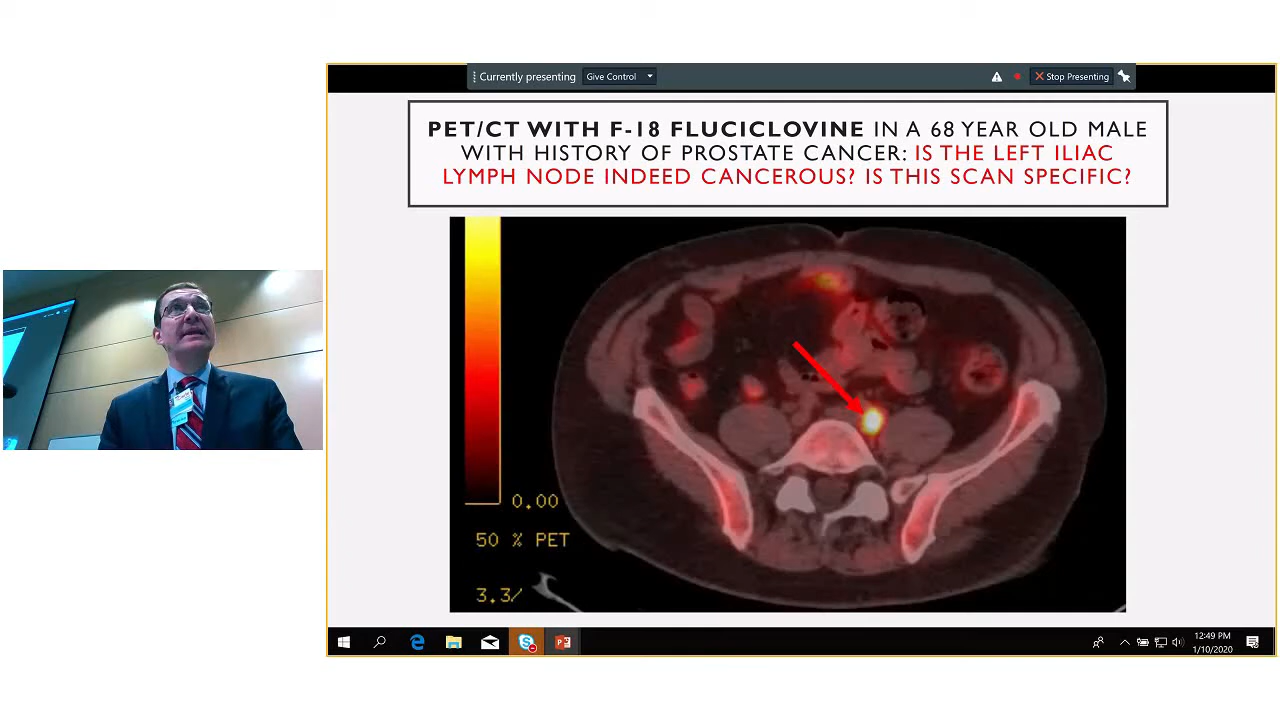 Currently presenting
Give Control
Stop Presenting
PET/CT WITH F-18 FLUCICLOVINE IN A 68 YEAR OLD MALE
WITH HISTORY OF PROSTATE CANCER: IS THE LEFT ILIAC
LYMPH NODE INDEED CANCEROUS? IS THIS SCAN SPECIFIC?
0.00
50 % PET
3.3/
12:49 PM
1/10/2020